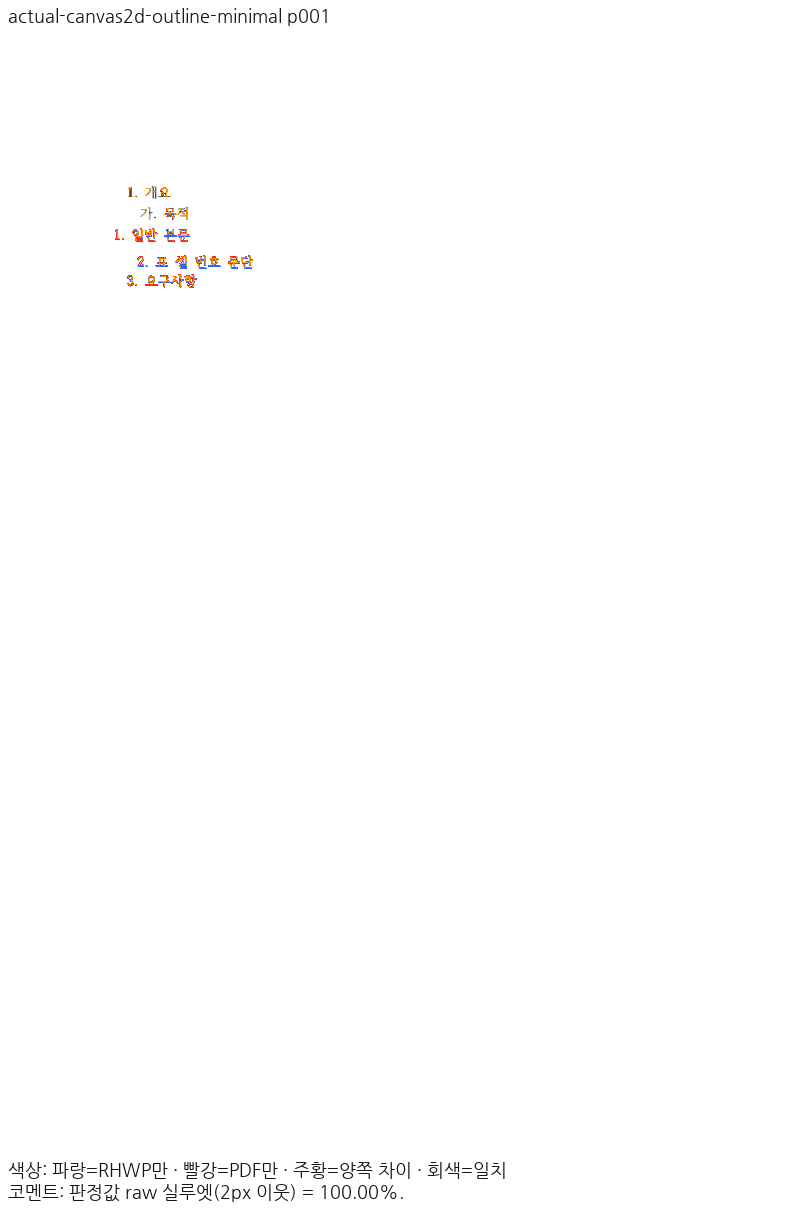 actual-canvas2d-outline-minimal p001
1. 개요
가. 목적
1. 일반 본문
2. 표 셀 번호 문단
3. 요구사항
색상: 파랑=RHWP만 · 빨강=PDF만 · 주황=양쪽 차이 · 회색=일치
코멘트: 판정값 raw 실루엣(2px 이웃) = 100.00%.